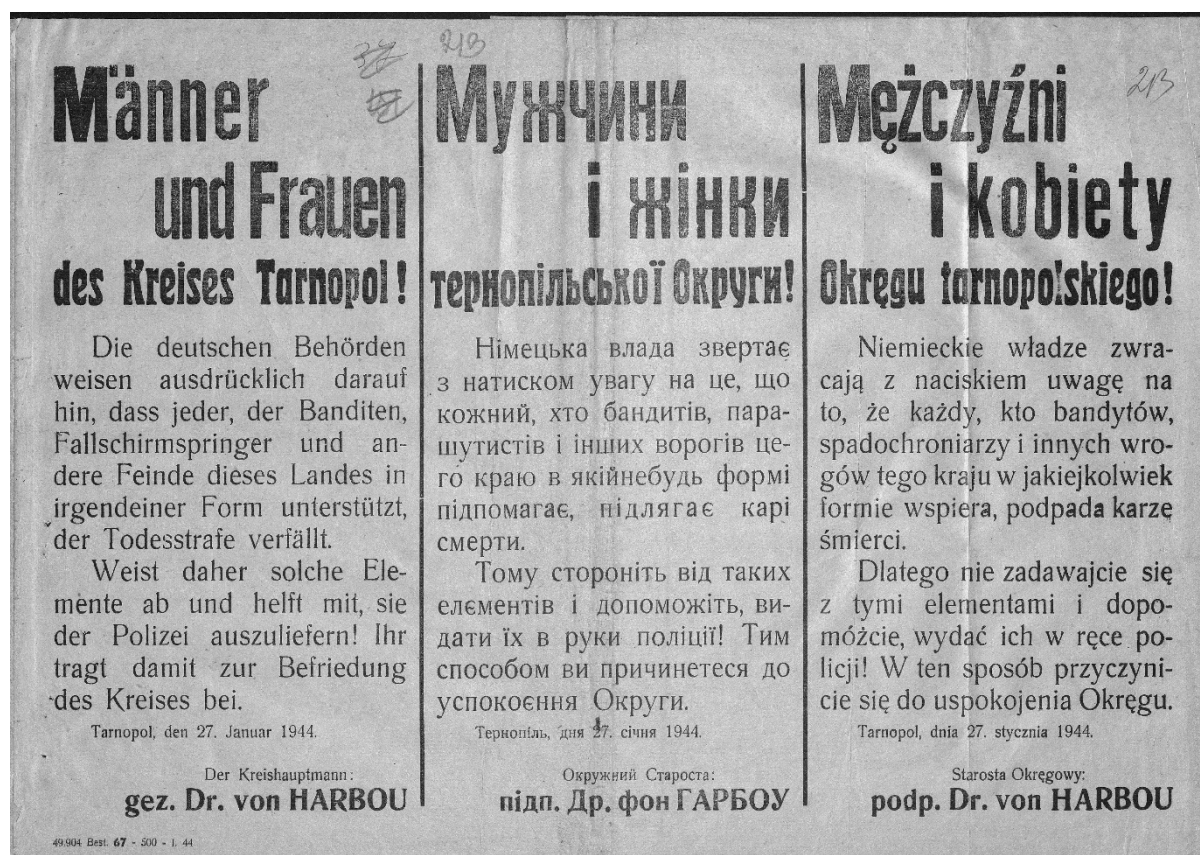 213
213
Männer
und Frauen
des Kreises Tarnopol!
Die deutschen Behörden
weisen ausdrücklich darauf
hin, dass jeder, der Banditen,
Fallschirmspringer und an-
dere Feinde dieses Landes in
irgendeiner Form unterstützt,
der Todesstrafe verfällt.
Weist daher solche Ele-
mente ab und helft mit, sie
der Polizei auszuliefern! Ihr
tragt damit zur Befriedung
des Kreises bei.
Tarnopol, den 27. Januar 1944.
Der Kreishauptmann:
gez. Dr. von HARBOU
49.904 Best. 67 - 500 - I. 44
Мужчини
і жінки
тернопільської Округи!
Німецька влада звертає
з натиском увагу на це, що
кожний, хто бандитів, пара-
шутистів і інших ворогів це-
го краю в якійнебудь формі
підпомагає, підлягає карі
смерти.
Тому стороніть від таких
елєментів і допоможіть, ви-
дати їх в руки поліції! Тим
способом ви причинетеся до
успокоєння Округи.
Тернопіль, дня 27. січня 1944.
Окружний Староста:
підп. Др. фон ГАРБОУ
Mężczyźni
i kobiety
Okręgu tarnopolskiego!
Niemieckie władze zwra-
cają z naciskiem uwagę na
to, że każdy, kto bandytów,
spadochroniarzy i innych wro-
gów tego kraju w jakiejkolwiek
formie wspiera, podpada karzę
śmierci.
Dlatego nie zadawajcie się
z tymi elementami i dopo-
móżcie, wydać ich w ręce po-
licji! W ten sposób przyczyni-
cie się do uspokojenia Okręgu.
Tarnopol, dnia 27. stycznia 1944.
Starosta Okręgowy:
podp. Dr. von HARBOU